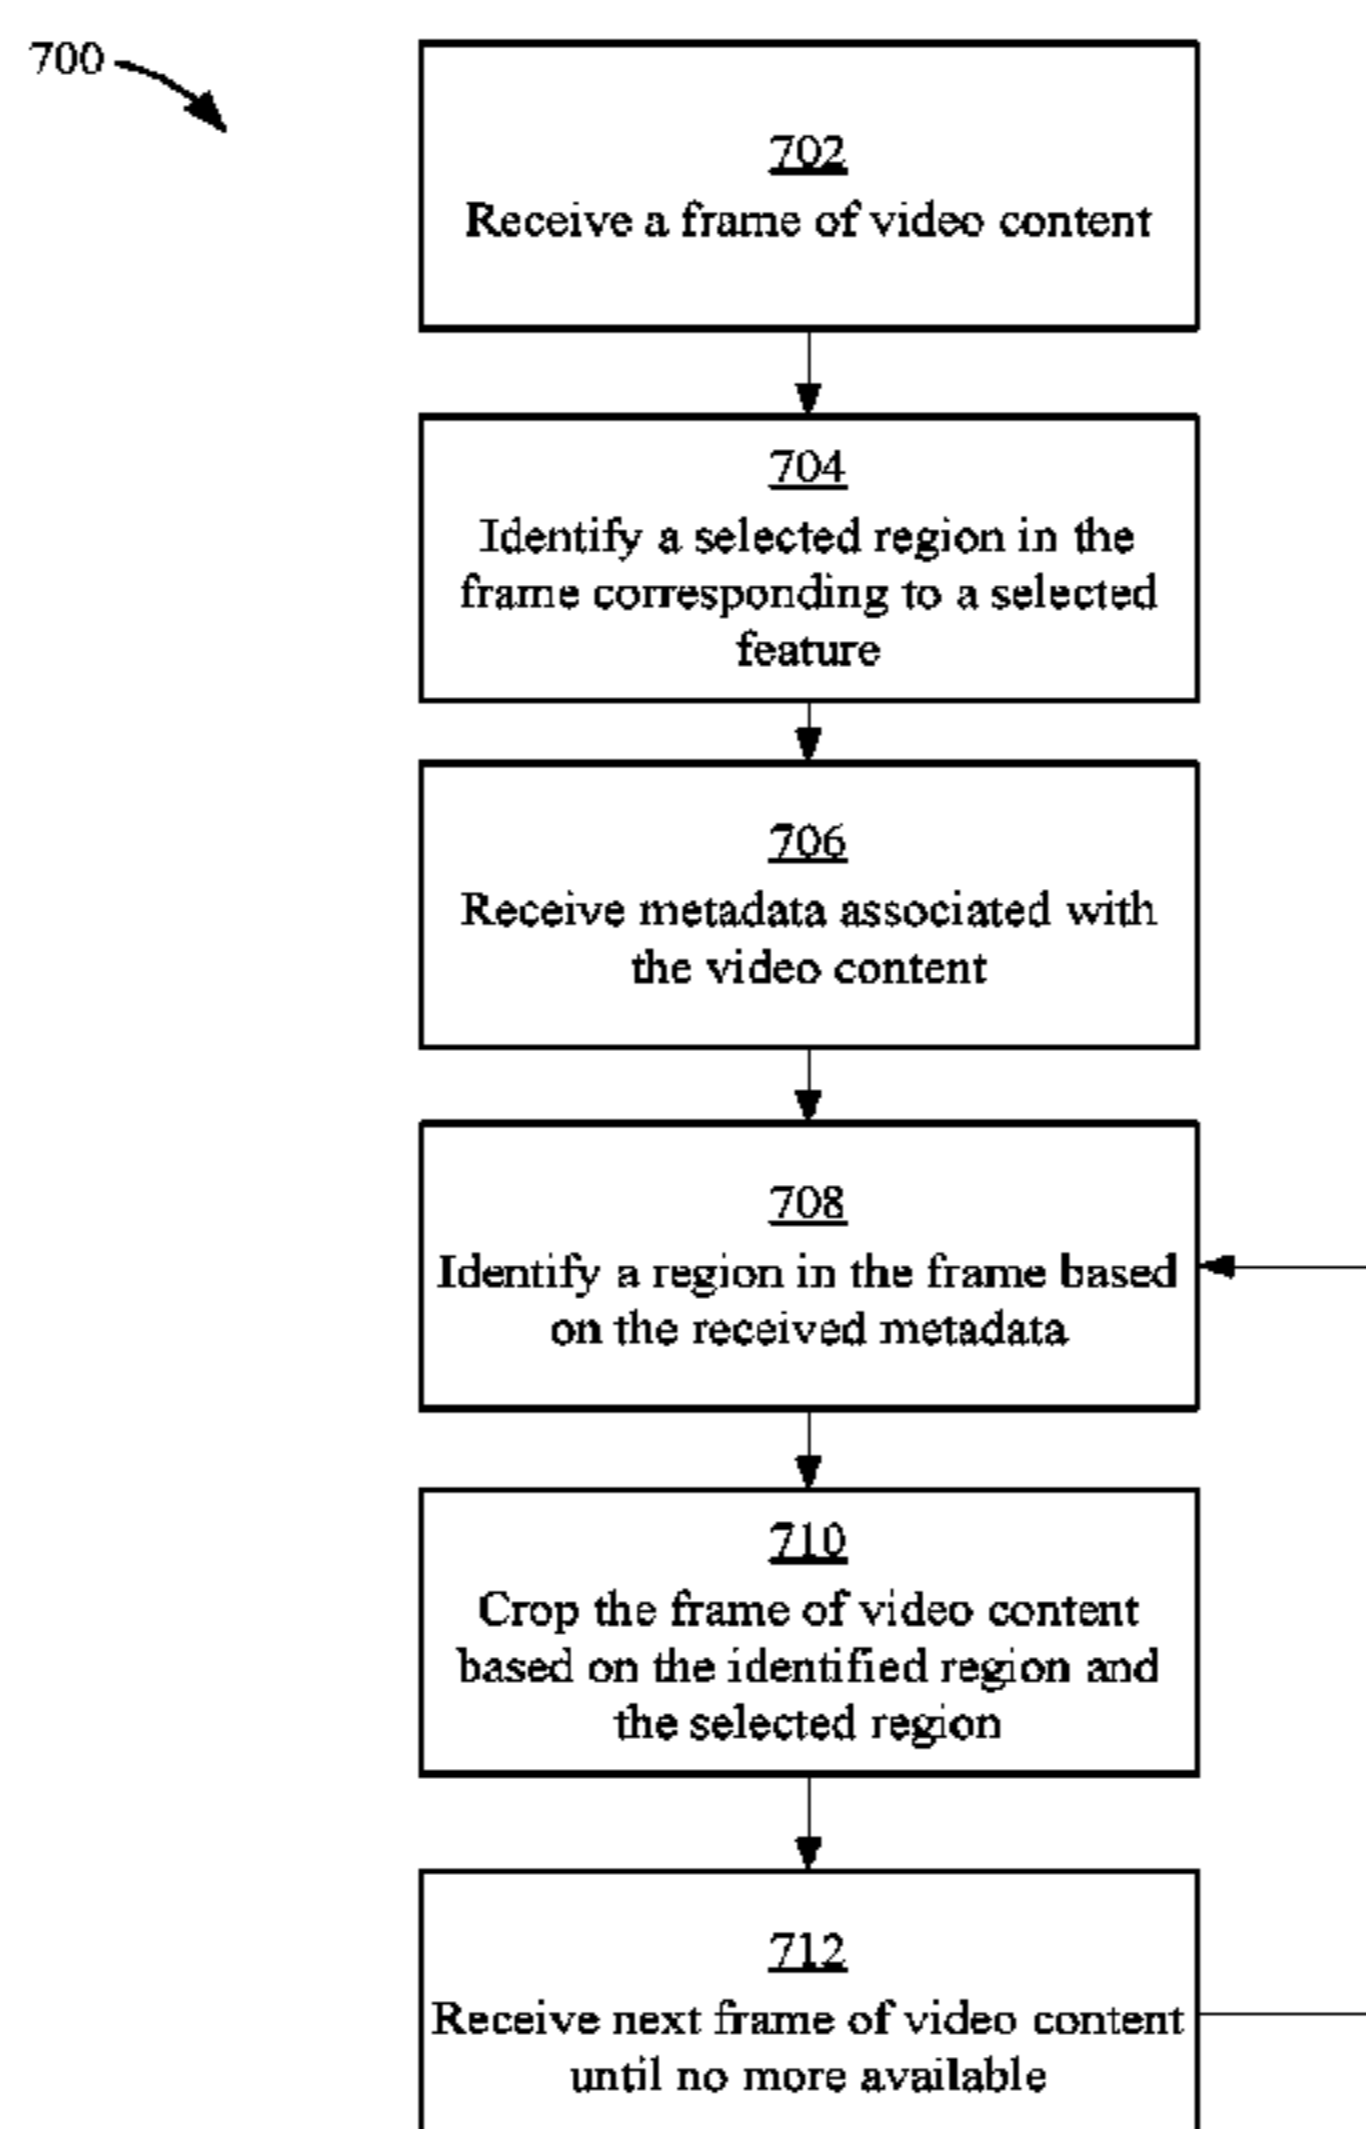 700
702
Receive a frame of video content
704
Identify a selected region in the
frame corresponding to a selected
feature
706
Receive metadata associated with
the video content
708
Identify a region in the frame based
on the received metadata
710
Crop the frame of video content
based on the identified region and
the selected region
712
Receive next frame of video content
until no more available